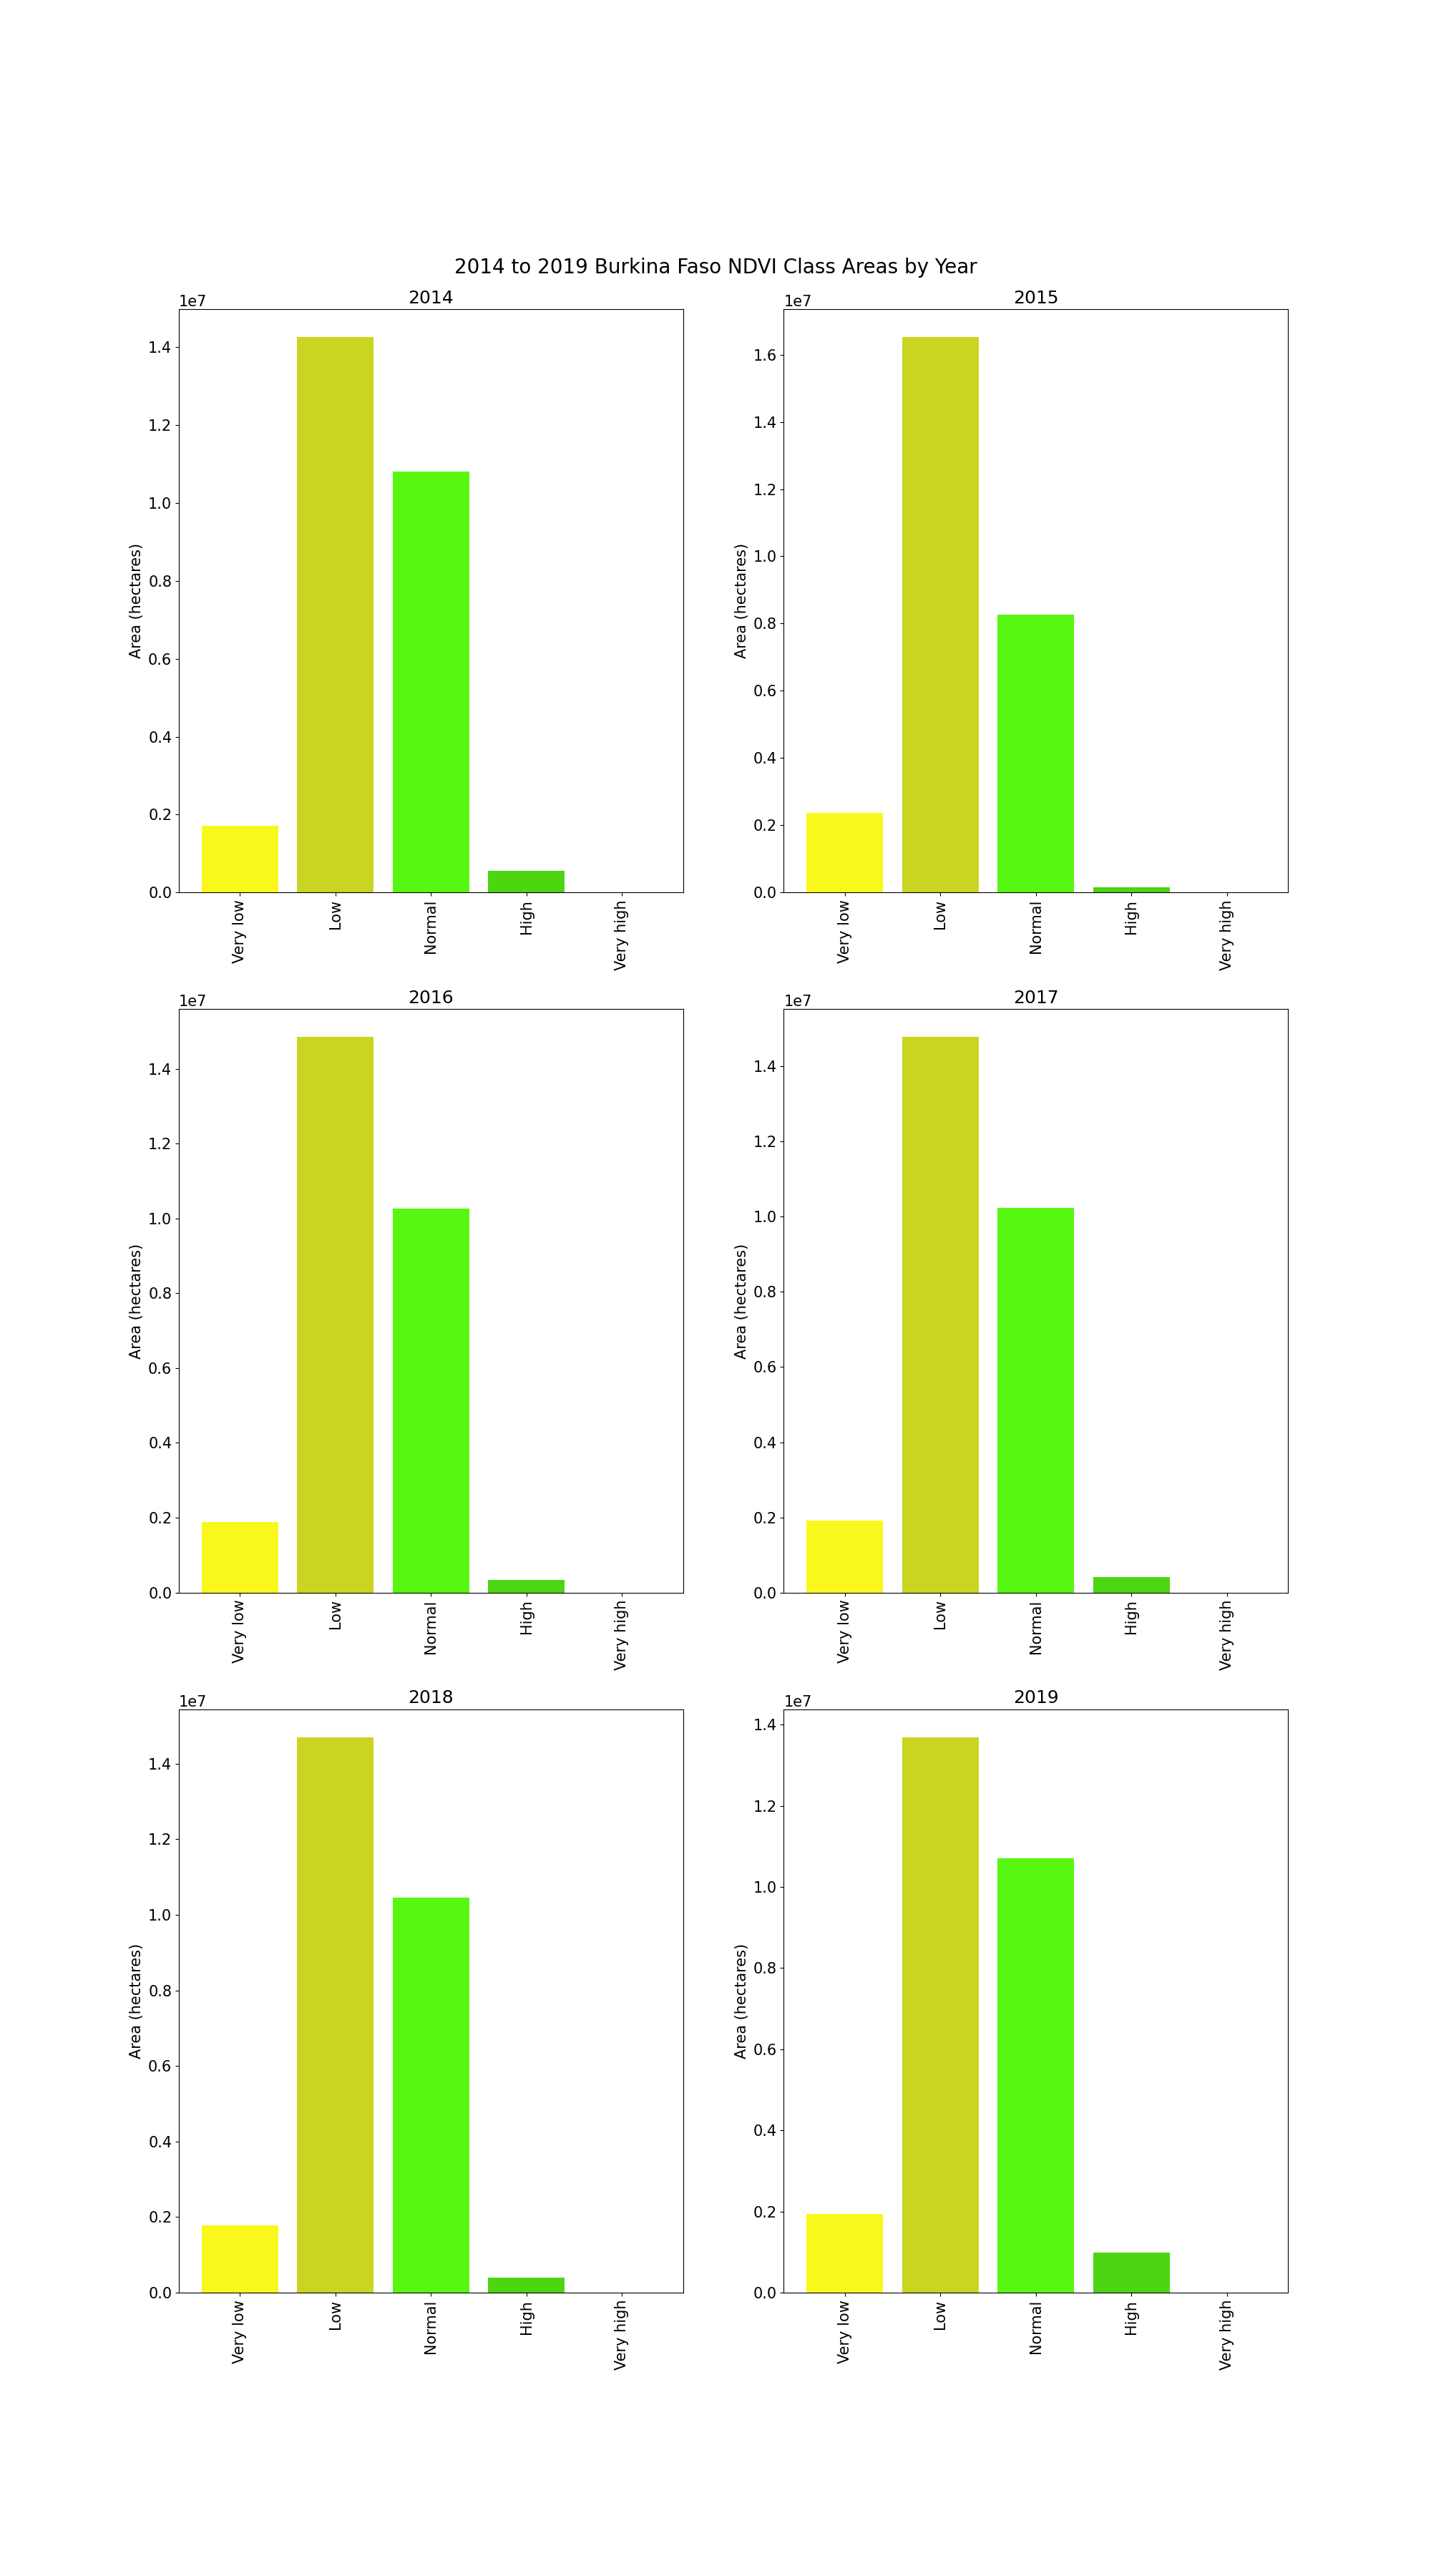 2014 to 2019 Burkina Faso NDVI Class Areas by Year
2014
1e7
Area (hectares)
1.4
1.2
1.0
0.8
0.6
0.4
0.2
0.0
Very low
Low
Normal
High
Very high
2015
1e7
Area (hectares)
1.6
1.4
1.2
1.0
0.8
0.6
0.4
0.2
0.0
Very low
Low
Normal
High
Very high
2016
1e7
Area (hectares)
1.4
1.2
1.0
0.8
0.6
0.4
0.2
0.0
Very low
Low
Normal
High
Very high
2017
1e7
Area (hectares)
1.4
1.2
1.0
0.8
0.6
0.4
0.2
0.0
Very low
Low
Normal
High
Very high
2018
1e7
Area (hectares)
1.4
1.2
1.0
0.8
0.6
0.4
0.2
0.0
Very low
Low
Normal
High
Very high
2019
1e7
Area (hectares)
1.4
1.2
1.0
0.8
0.6
0.4
0.2
0.0
Very low
Low
Normal
High
Very high